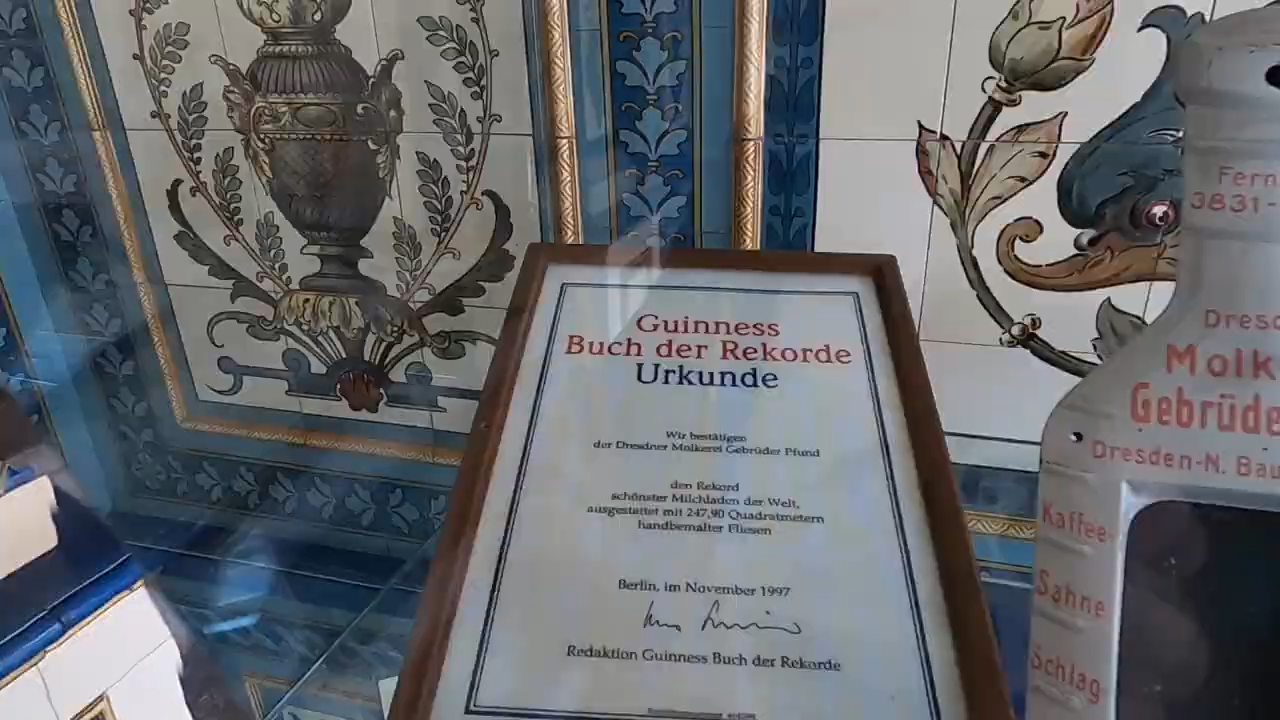 Guinness
Buch der Rekorde
Urkunde
Wir bestätigen
der Dresdner Molkerei Gebrüder Pfund
den Rekord
schönster Milchladen der Welt,
ausgestattet mit 247,90 Quadratmetern
handbemalter Fliesen
Berlin, im November 1997
Redaktion Guinness Buch der Rekorde
Fern
3831-
Dresd
Molk
Gebrüde
Dresden-N. Bau
Kaffee-
Sahne
Schlag